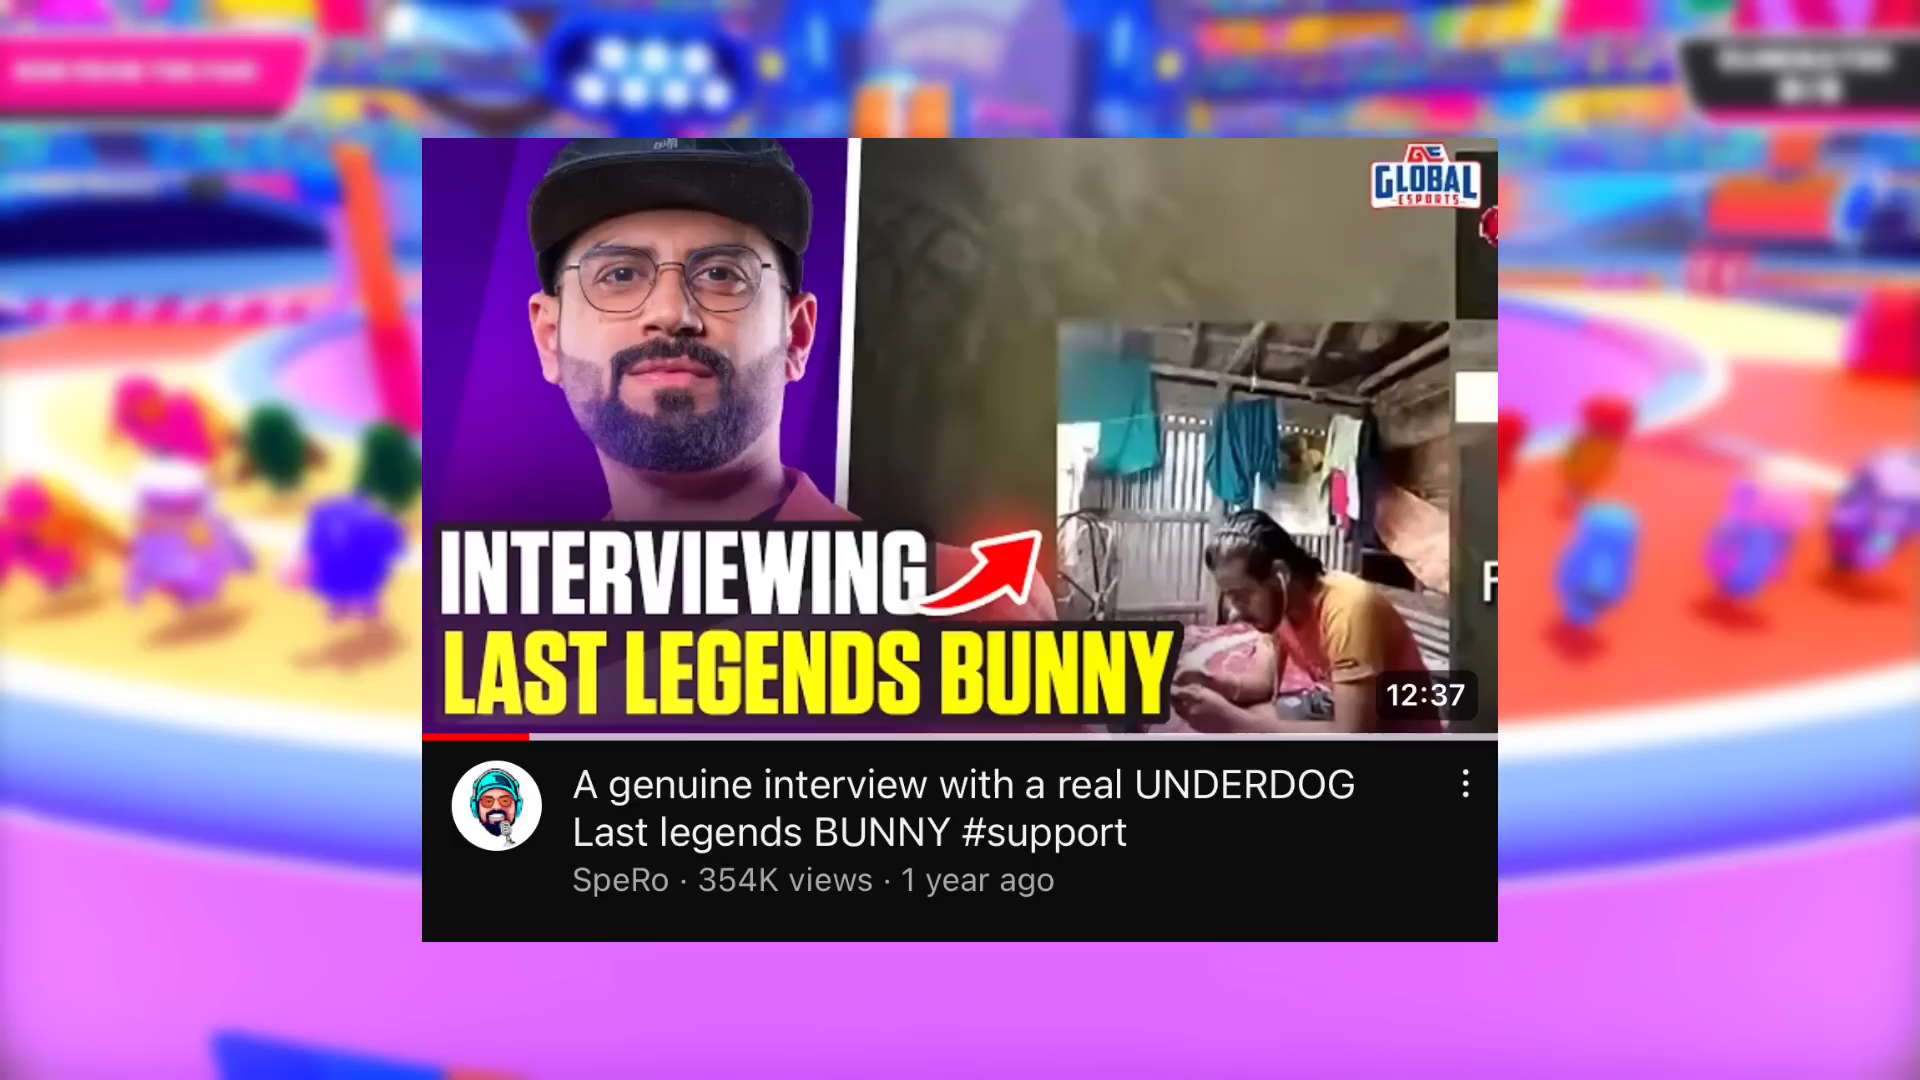 GE
GLOBAL
ESPORTS
INTERVIEWING
LAST LEGENDS BUNNY
F
12:37
A genuine interview with a real UNDERDOG
Last legends BUNNY #support
SpeRo · 354K views · 1 year ago